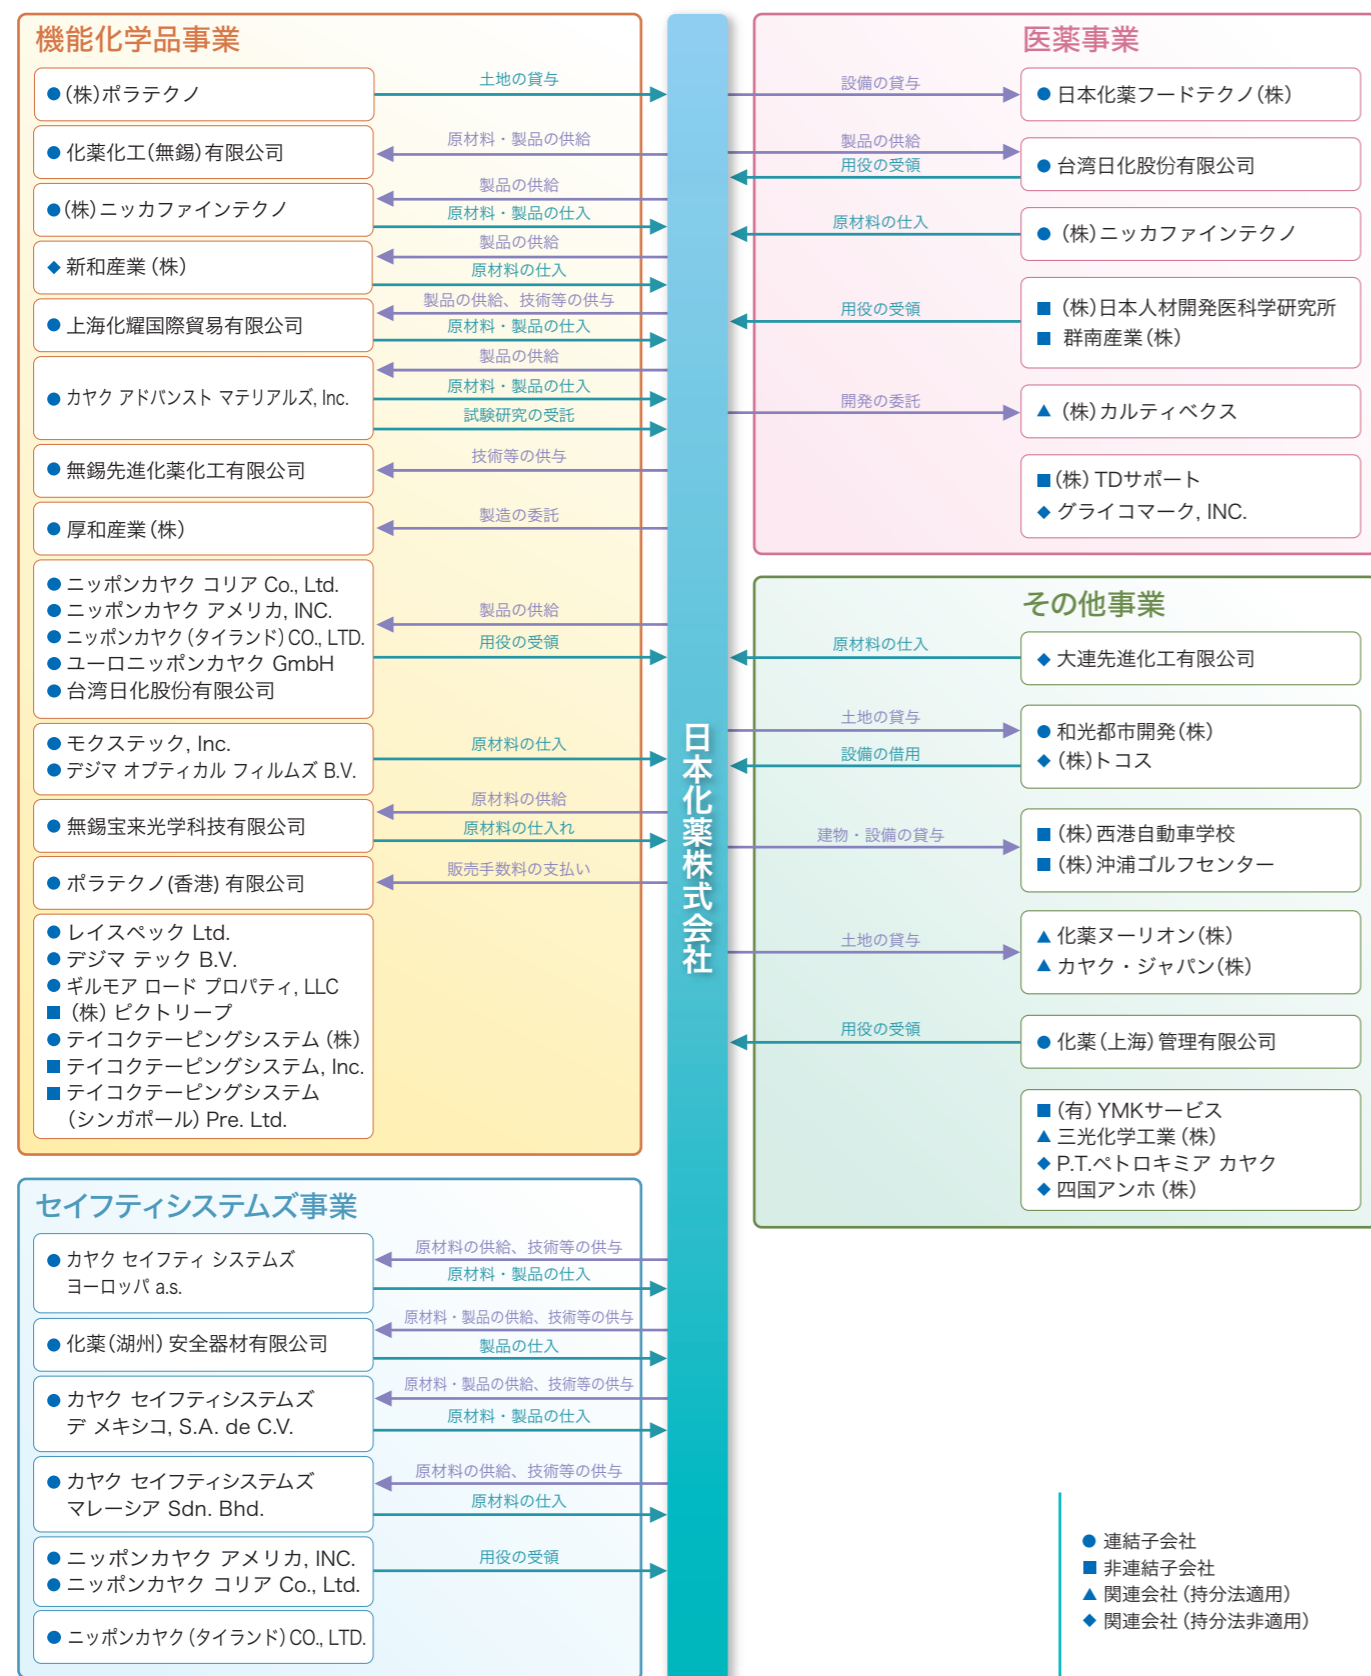 機能化学品事業
●(株)ポラテクノ
土地の貸与
●化薬化工(無錫)有限公司
原材料・製品の供給
●(株)ニッカファインテクノ
製品の供給
原材料・製品の仕入
◆新和産業(株)
製品の供給
原材料の仕入
●上海化耀国際貿易有限公司
製品の供給、技術等の供与
原材料・製品の仕入
●カヤク アドバンスト マテリアルズ, Inc.
製品の供給
原材料・製品の仕入
試験研究の受託
●無錫先進化薬化工有限公司
技術等の供与
●厚和産業(株)
製造の委託
●ニッポンカヤク コリア Co., Ltd.
●ニッポンカヤク アメリカ, INC.
●ニッポンカヤク(タイランド)CO., LTD.
●ユーロニッポンカヤク GmbH
●台湾日化股份有限公司
製品の供給
用役の受領
●モクステック, Inc.
●デジマ オプティカル フィルムズ B.V.
原材料の仕入
●無錫宝来光学科技有限公司
原材料の供給
原材料の仕入れ
●ポラテクノ(香港)有限公司
販売手数料の支払い
●レイスペック Ltd.
●デジマ テック B.V.
●ギルモア ロード プロパティ, LLC
■(株)ピクトリープ
●テイコクテーピングシステム(株)
■テイコクテーピングシステム, Inc.
■テイコクテーピングシステム
(シンガポール)Pre. Ltd.
セイフティシステムズ事業
●カヤク セイフティ システムズ
ヨーロッパ a.s.
原材料の供給、技術等の供与
原材料・製品の仕入
●化薬(湖州)安全器材有限公司
原材料・製品の供給、技術等の供与
製品の仕入
●カヤク セイフティシステムズ
デ メキシコ, S.A. de C.V.
原材料・製品の供給、技術等の供与
原材料・製品の仕入
●カヤク セイフティシステムズ
マレーシア Sdn. Bhd.
原材料の供給、技術等の供与
原材料の仕入
●ニッポンカヤク アメリカ, INC.
●ニッポンカヤク コリア Co., Ltd.
用役の受領
●ニッポンカヤク(タイランド)CO., LTD.
日本化薬株式会社
医薬事業
設備の貸与
●日本化薬フードテクノ(株)
製品の供給
用役の受領
●台湾日化股份有限公司
原材料の仕入
●(株)ニッカファインテクノ
用役の受領
■(株)日本人材開発医科学研究所
■群南産業(株)
開発の委託
▲(株)カルティベクス
■(株)TDサポート
◆グライコマーク, INC.
その他事業
原材料の仕入
◆大連先進化工有限公司
土地の貸与
設備の借用
●和光都市開発(株)
◆(株)トコス
建物・設備の貸与
■(株)西港自動車学校
■(株)沖浦ゴルフセンター
土地の貸与
▲化薬ヌーリオン(株)
▲カヤク・ジャパン(株)
用役の受領
●化薬(上海)管理有限公司
■(有)YMKサービス
▲三光化学工業(株)
◆P.T.ペトロキミア カヤク
◆四国アンホ(株)
●連結子会社
■非連結子会社
▲関連会社(持分法適用)
◆関連会社(持分法非適用)